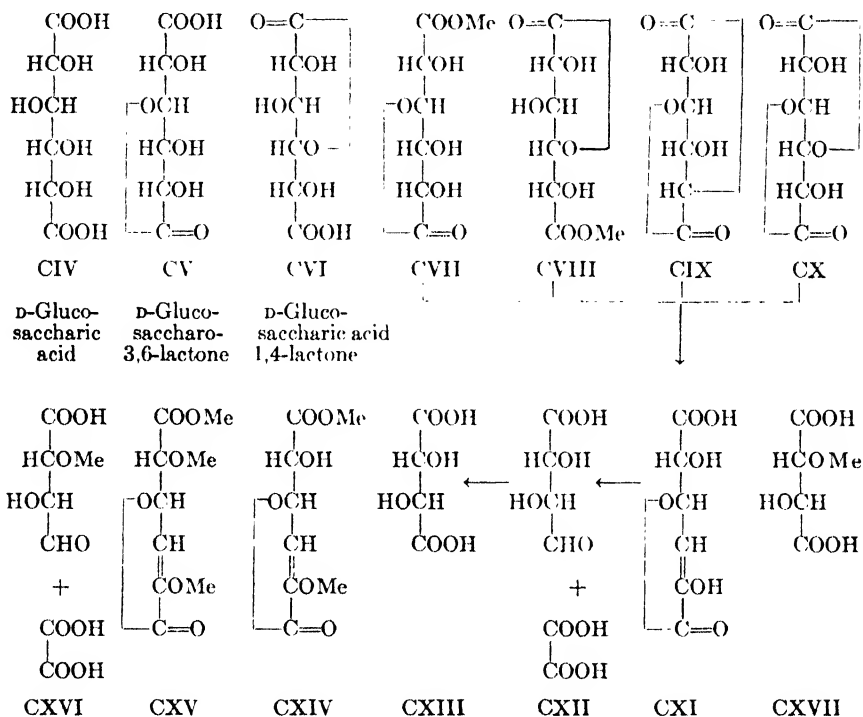 COOH COOH O=C COOMe O=C O=C O=C
HCOH HCOH HCOH HCOH HCOH HCOH HCOH
HOCH -OCH HOCH -OCH HOCH -OCH -OCH
HCOH HCOH HCO- HCOH HCO HCOH HCO
HCOH HCOH HCOH HCOH HCOH HC HCOH
COOH C=O COOH C=O COOMe C=O C=O
CIV CV CVI CVII CVIII CIX CX
D-Gluco- D-Gluco- D-Gluco-
saccharic saccharo- saccharic acid
acid 3,6-lactone 1,4-lactone
COOH COOMe COOMe COOH COOH COOH COOH
HCOMe HCOMe HCOH HCOH HCOH HCOH HCOMe
HOCH -OCH -OCH HOCH HOCH -OCH HOCH
CHO CH CH COOH CHO CH COOH
+ COMe COMe + COH
COOH C=O C=O COOH C=O
COOH COOH
CXVI CXV CXIV CXIII CXII CXI CXVII